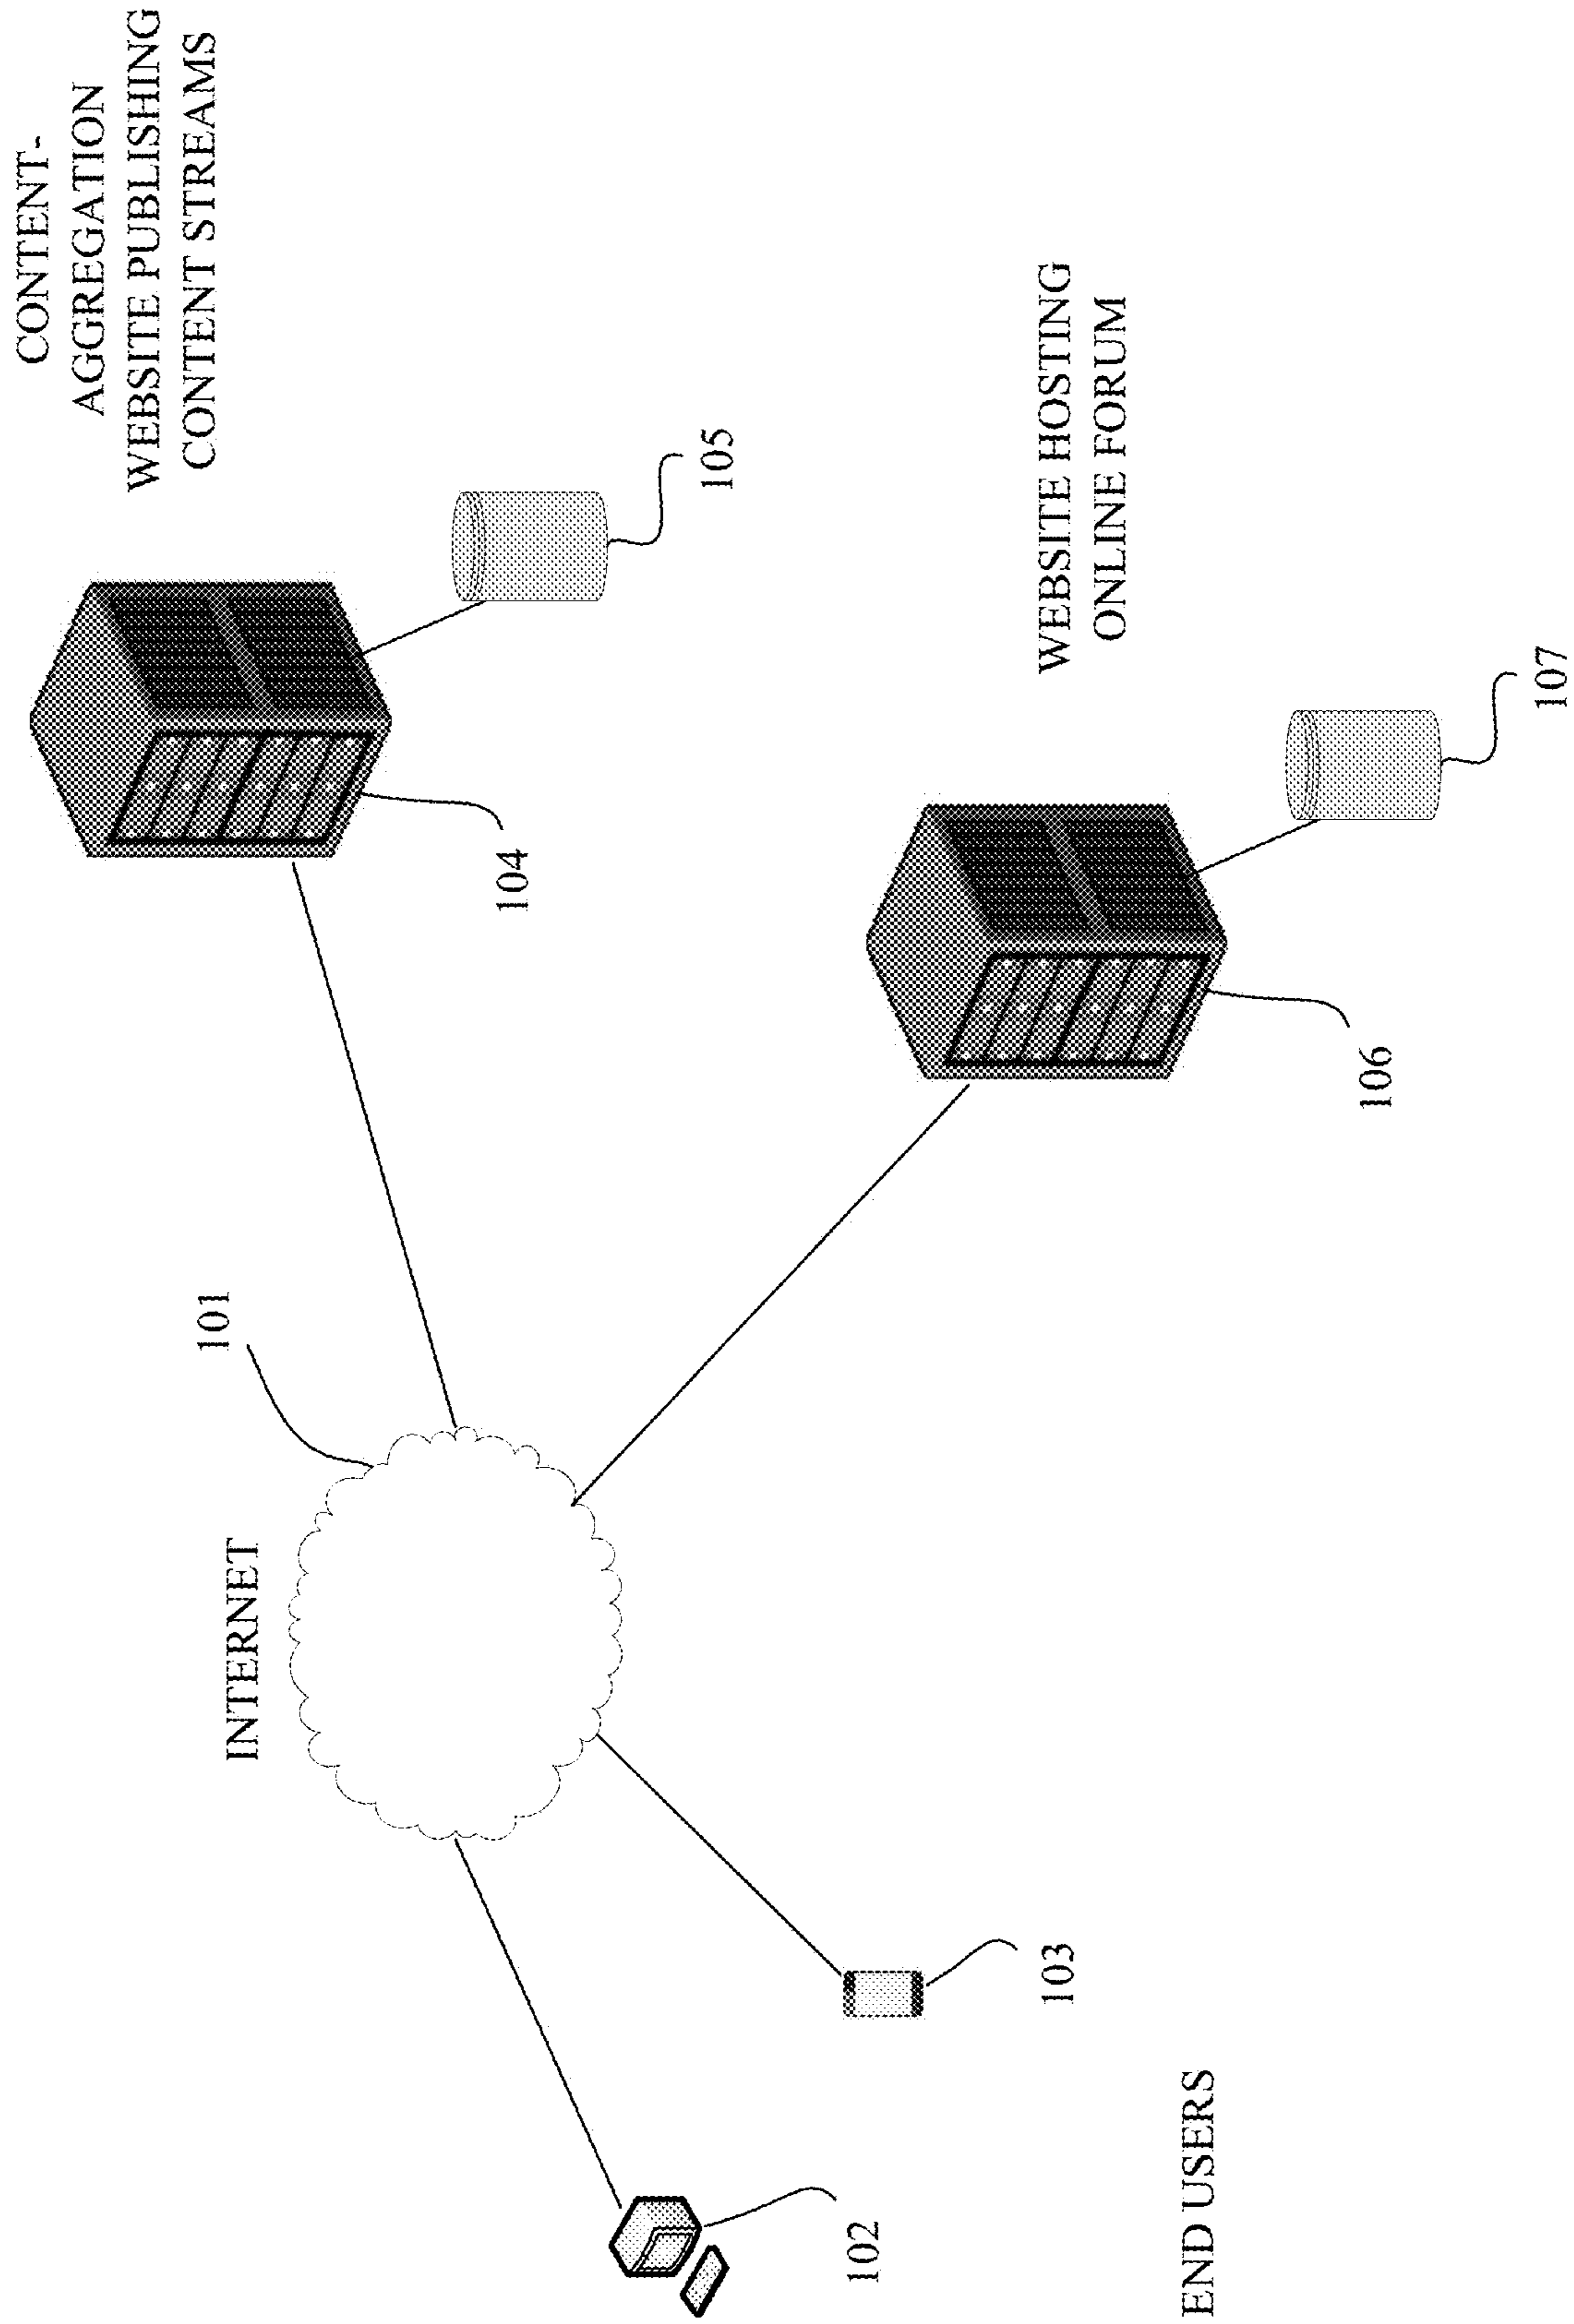 CONTENT-
AGGREGATION
WEBSITE PUBLISHING
CONTENT STREAMS
105
104
101
INTERNET
WEBSITE HOSTING
ONLINE FORUM
107
106
103
102
END USERS